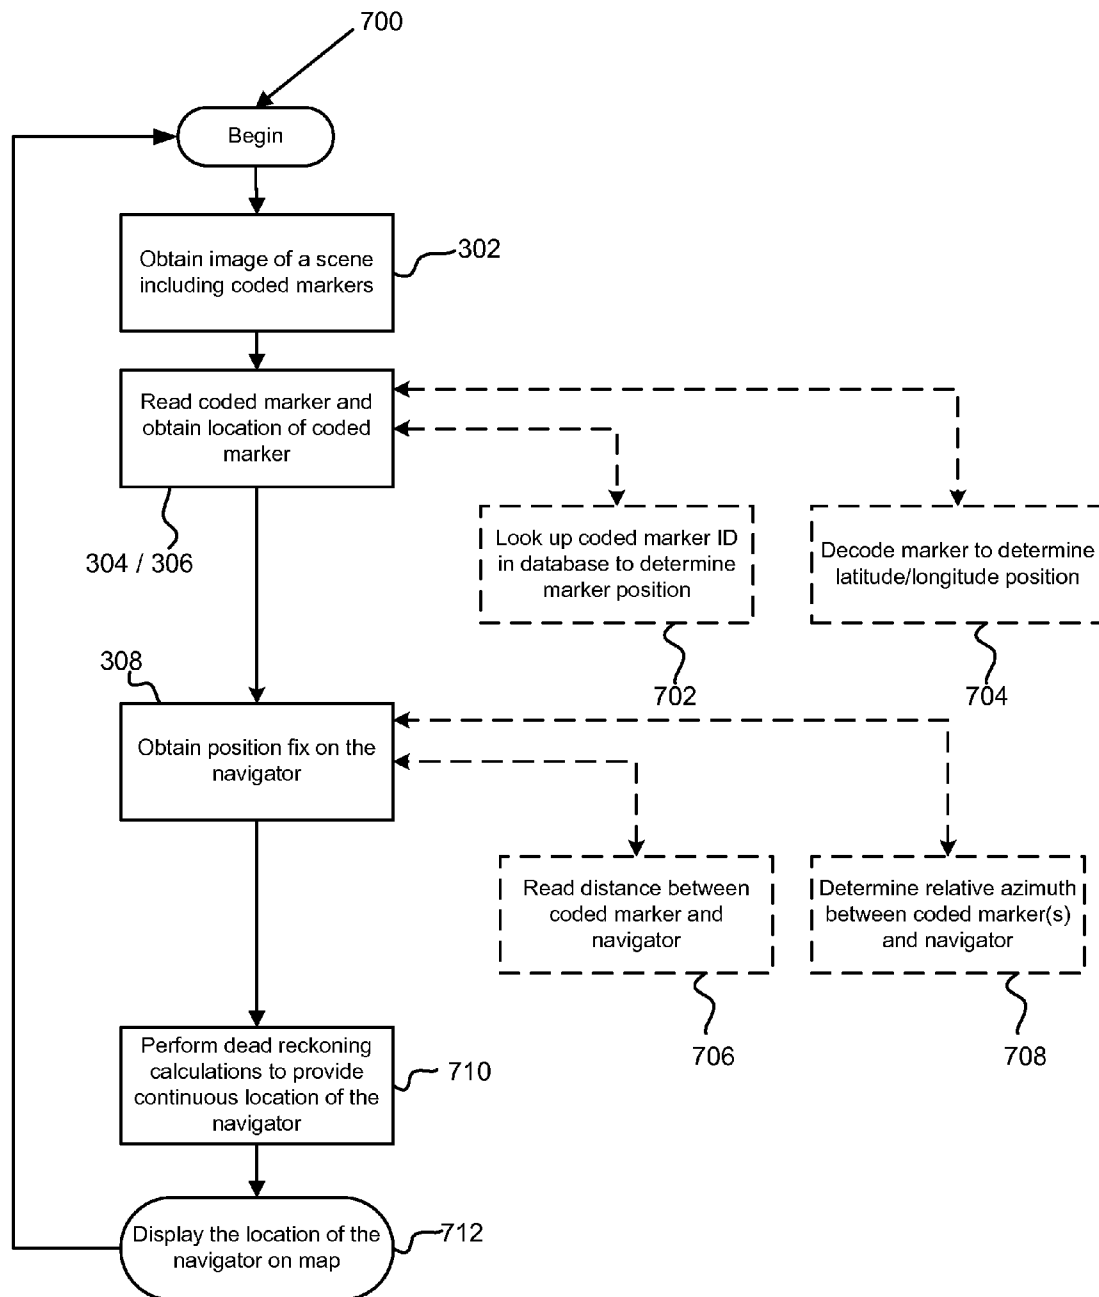 700
Begin
Obtain image of a scene
including coded markers
302
Read coded marker and
obtain location of coded
marker
304 / 306
Look up coded marker ID
in database to determine
marker position
702
Decode marker to determine
latitude/longitude position
704
308
Obtain position fix on the
navigator
Read distance between
coded marker and
navigator
706
Determine relative azimuth
between coded marker(s)
and navigator
708
Perform dead reckoning
calculations to provide
continuous location of the
navigator
710
Display the location of the
navigator on map
712